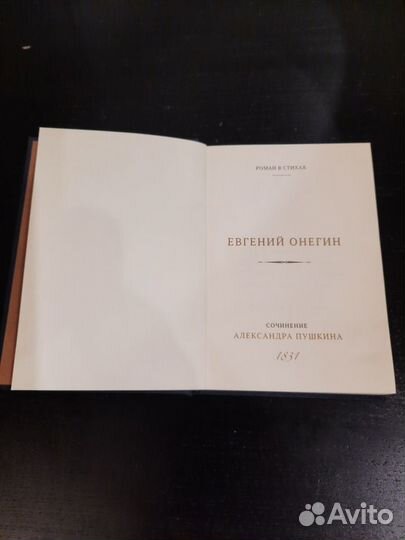 РОМАН В СТИХАХ
ЕВГЕНИЙ ОНЕГИН
СОЧИНЕНИЕ
АЛЕКСАНДРА ПУШКИНА
1831
Avito